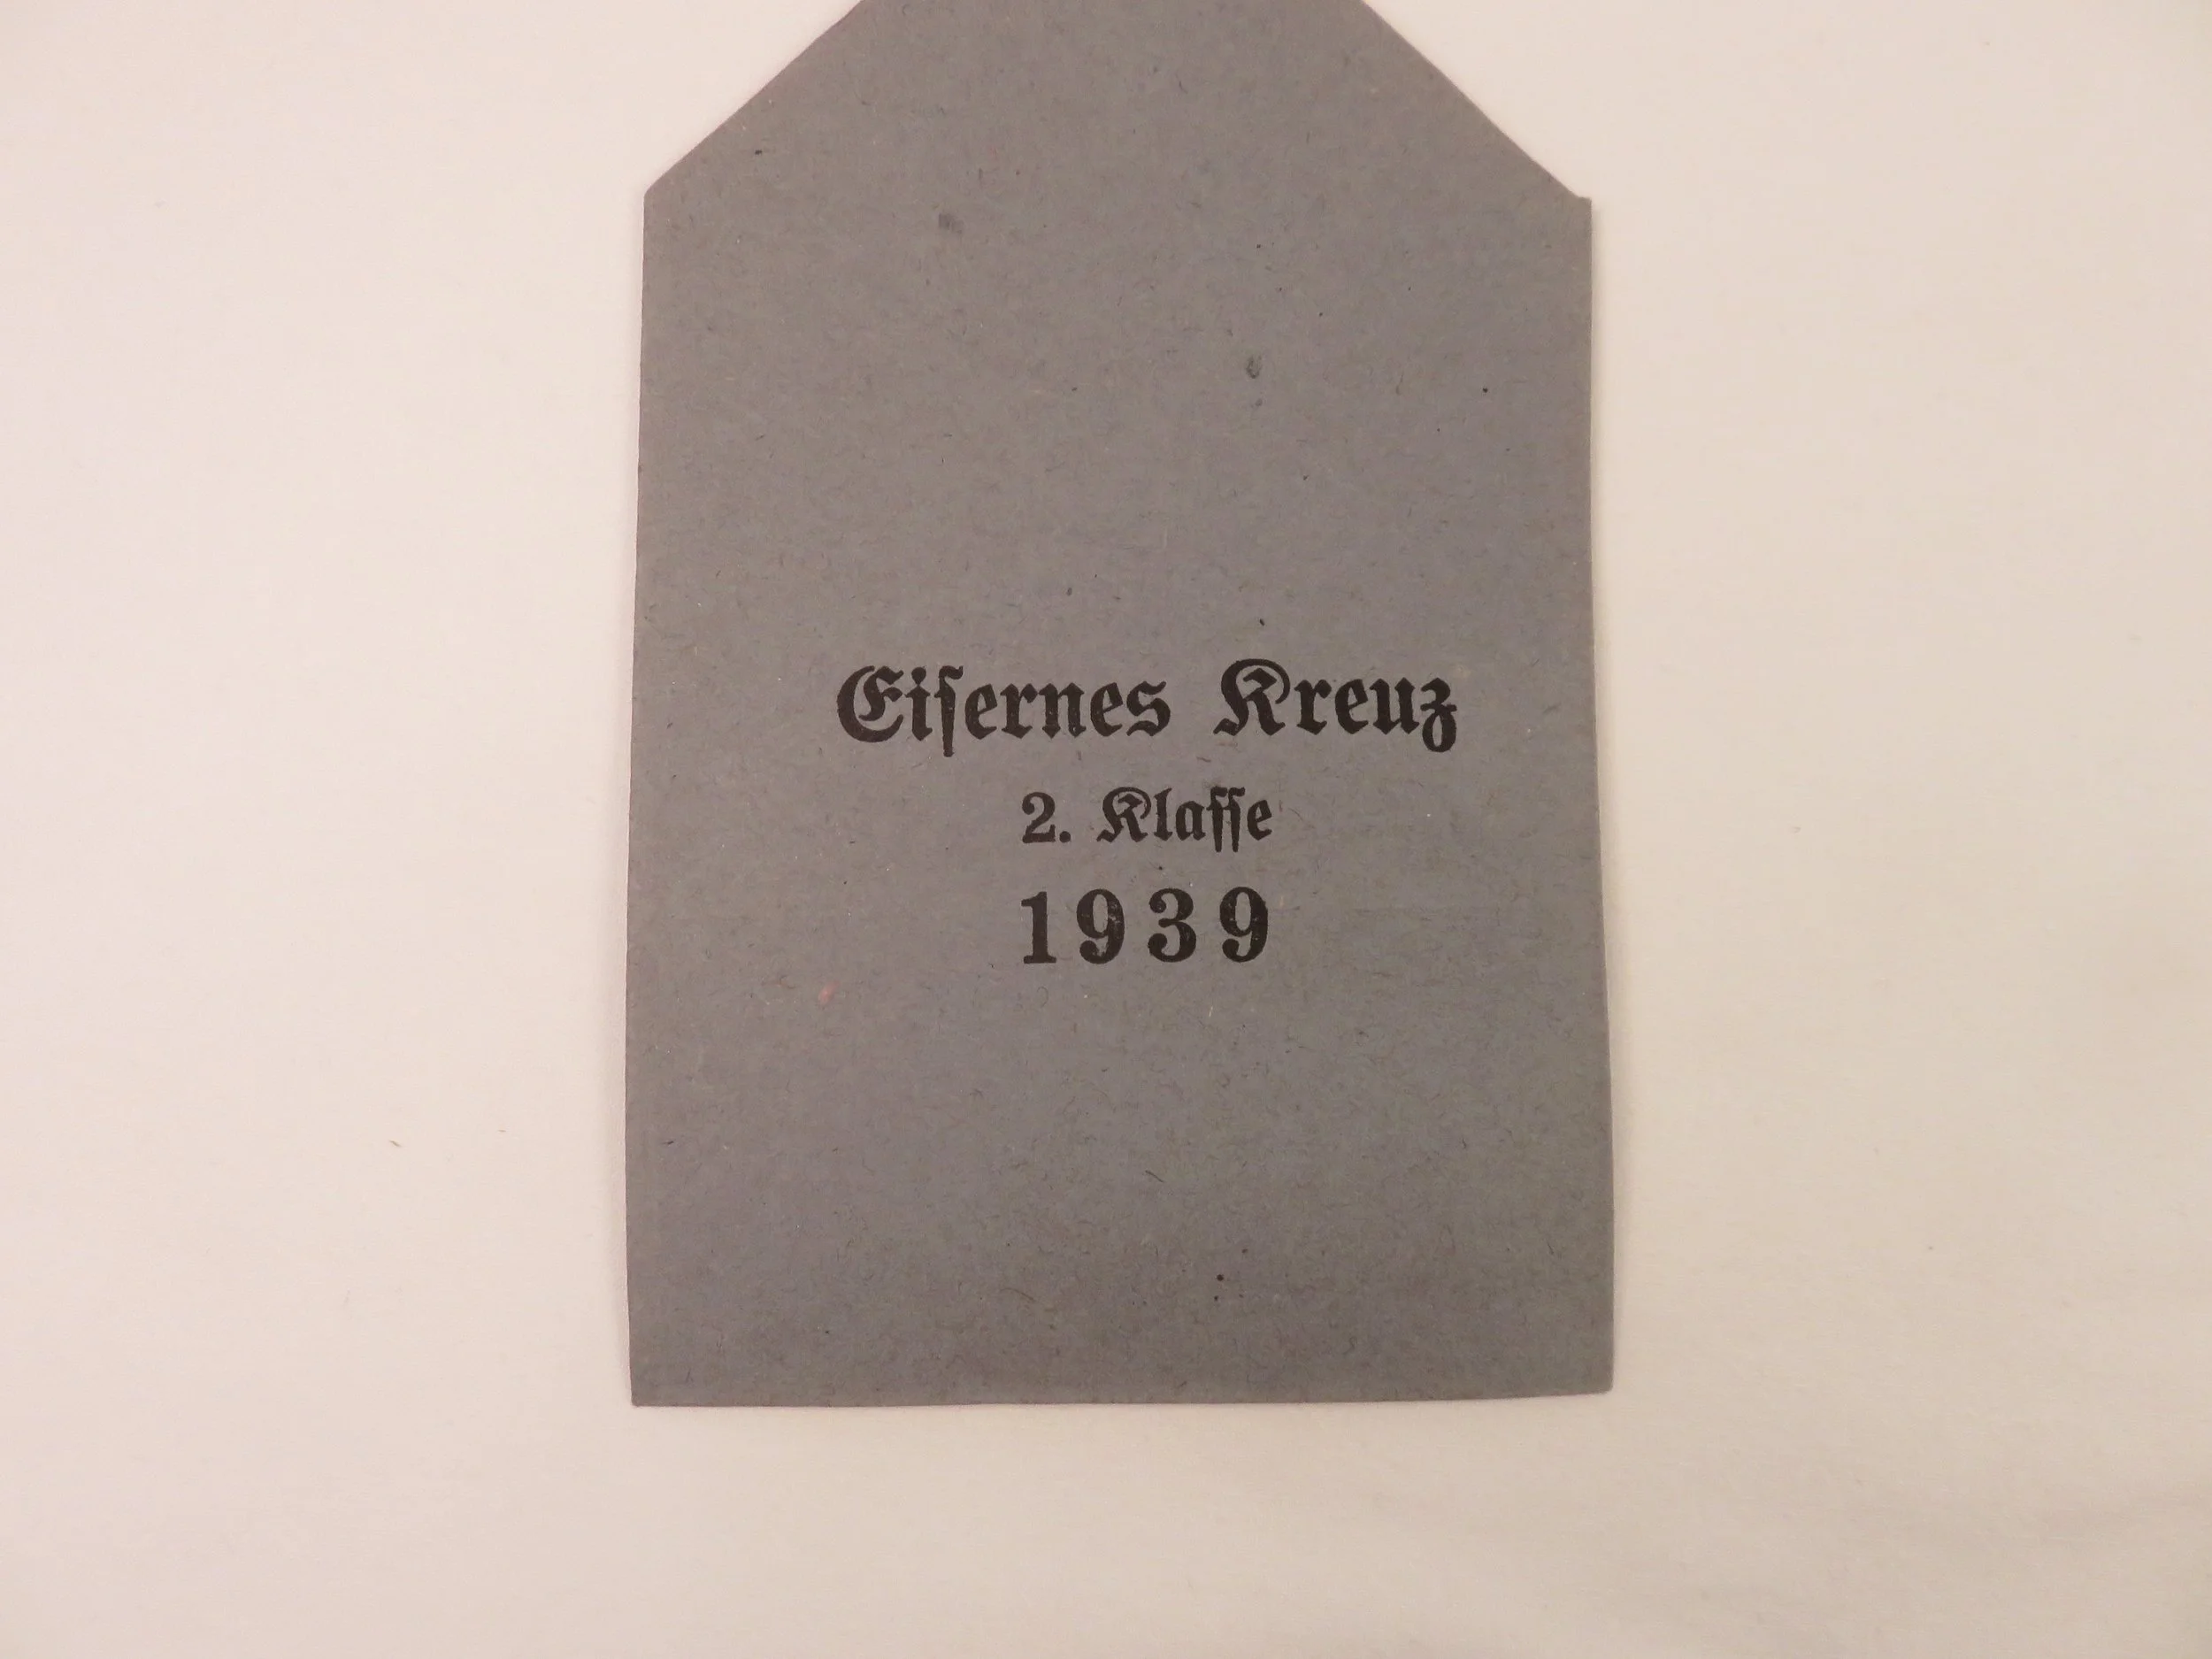 Eiſernes Kreuz
2. Klaſſe
1939